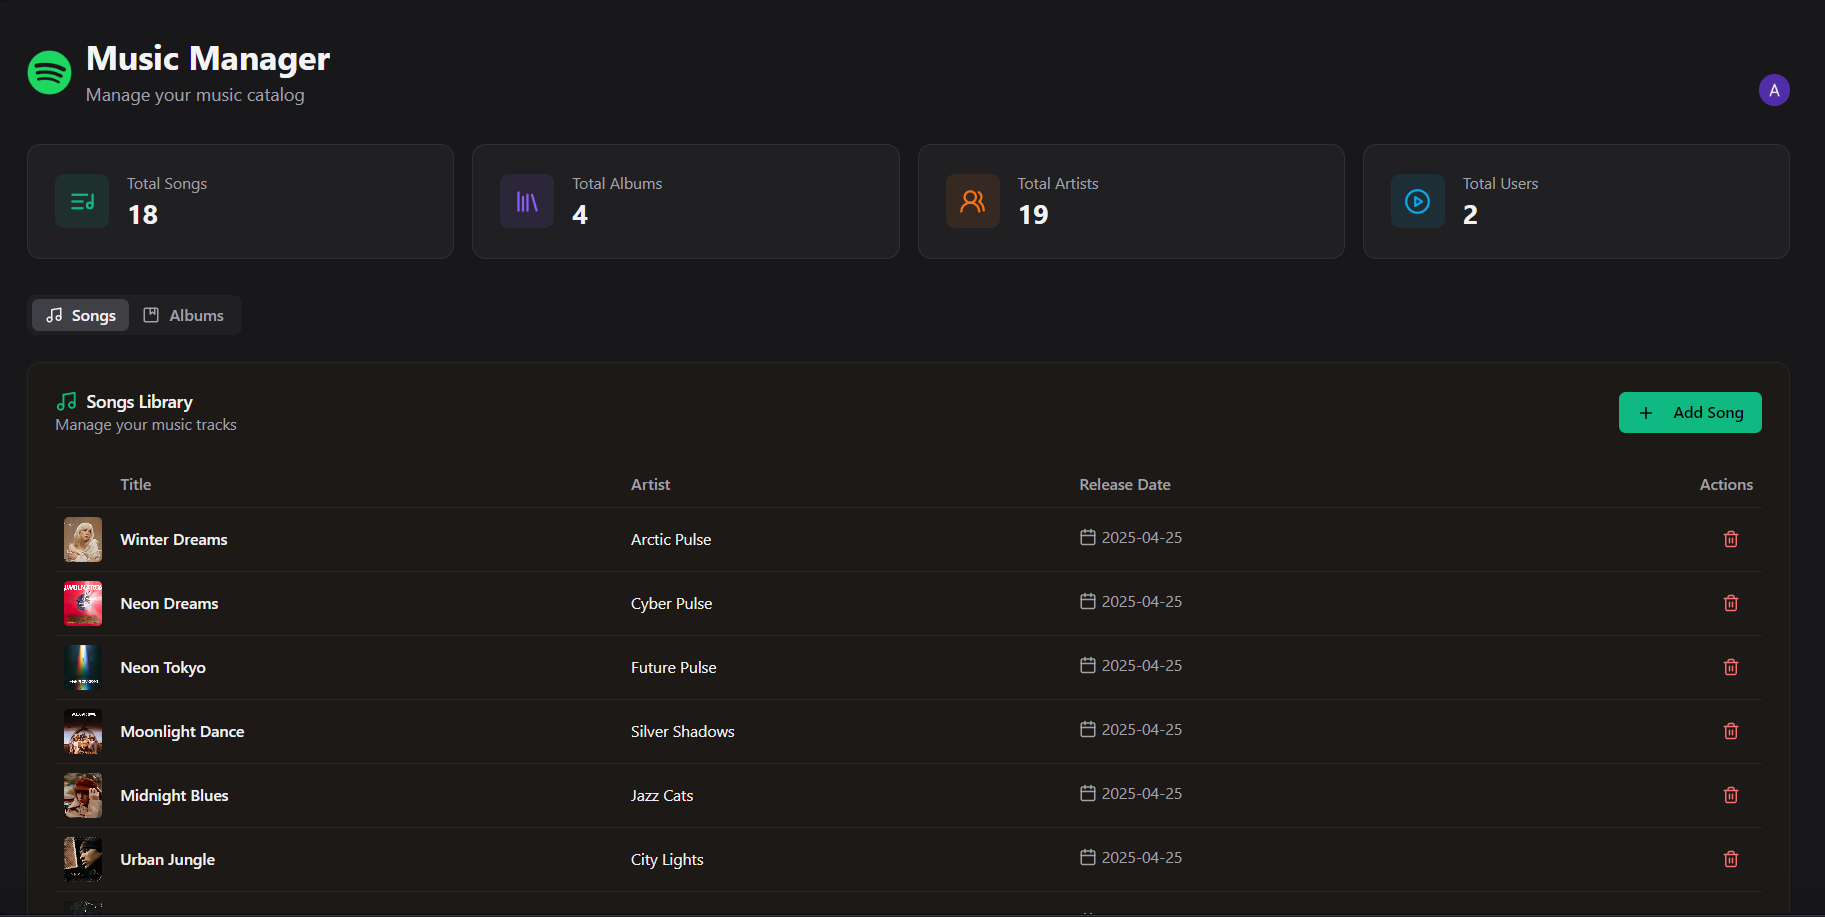 Music Manager
Manage your music catalog
A
Total Songs
18
Total Albums
4
Total Artists
19
Total Users
2
Songs
Albums
Songs Library
Manage your music tracks
+ Add Song
Title Artist Release Date Actions
Winter Dreams Arctic Pulse 2025-04-25
Neon Dreams Cyber Pulse 2025-04-25
Neon Tokyo Future Pulse 2025-04-25
Moonlight Dance Silver Shadows 2025-04-25
Midnight Blues Jazz Cats 2025-04-25
Urban Jungle City Lights 2025-04-25